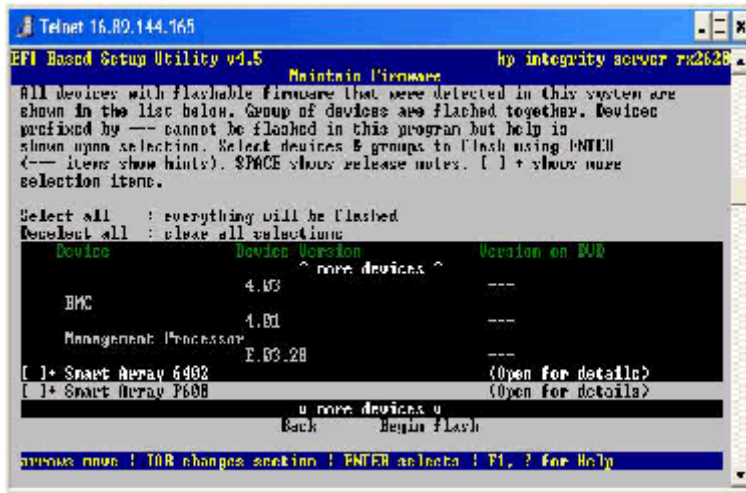 Telnet 16.89.144.165
EFI Based Setup Utility v4.5 hp integrity server rx2620
Maintain Firmware
All devices with flashable firmware that were detected in this system are
shown in the list below. Group of devices are flashed together. Devices
prefixed by --- cannot be flashed in this program but help is
shown upon selection. Select devices & groups to flash using ENTER
(--- items show hints). SPACE shows release notes. [ ] + shows more
selection items.
Select all : everything will be flashed
Deselect all : clear all selections
Device Device Version Version on DVD
^ more devices ^
4.03 ---
BMC
4.01 ---
Management Processor
E.03.28 ---
[ ]+ Smart Array 6402 (Open for details)
[ ]+ Smart Array P600 (Open for details)
v more devices v
Back Begin flash
arrows move | TAB changes section | ENTER selects | F1, ? for Help